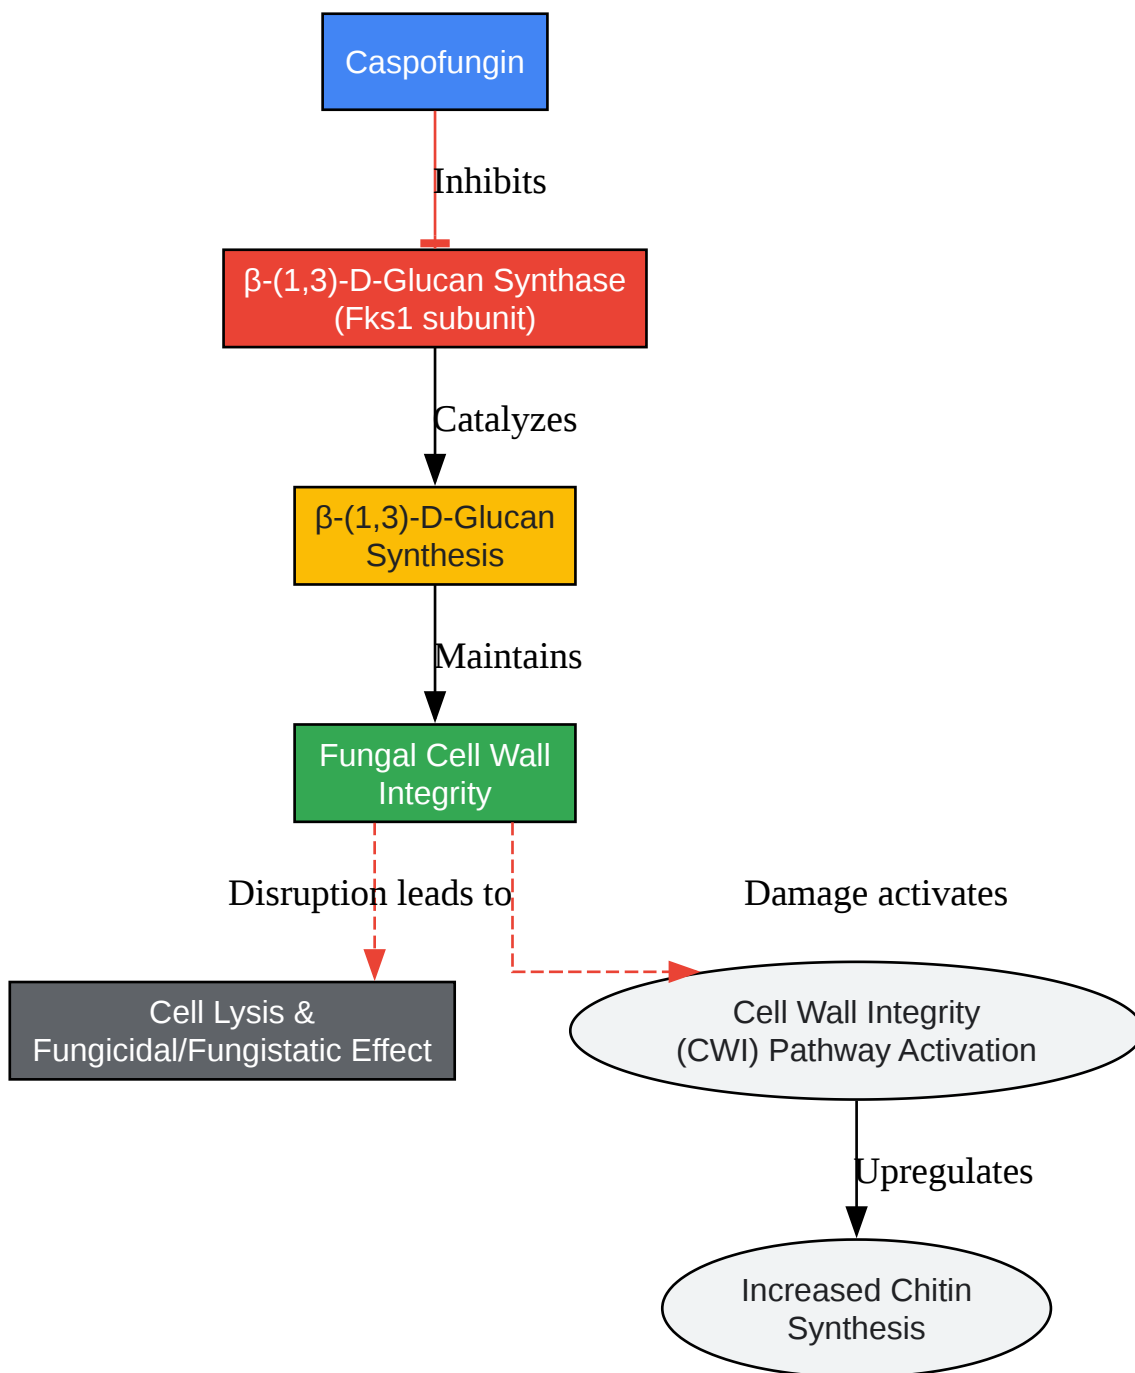 Caspofungin
Inhibits
β-(1,3)-D-Glucan Synthase
(Fks1 subunit)
Catalyzes
β-(1,3)-D-Glucan
Synthesis
Maintains
Fungal Cell Wall
Integrity
Disruption leads to
Damage activates
Cell Lysis &
Fungicidal/Fungistatic Effect
Cell Wall Integrity
(CWI) Pathway Activation
Upregulates
Increased Chitin
Synthesis